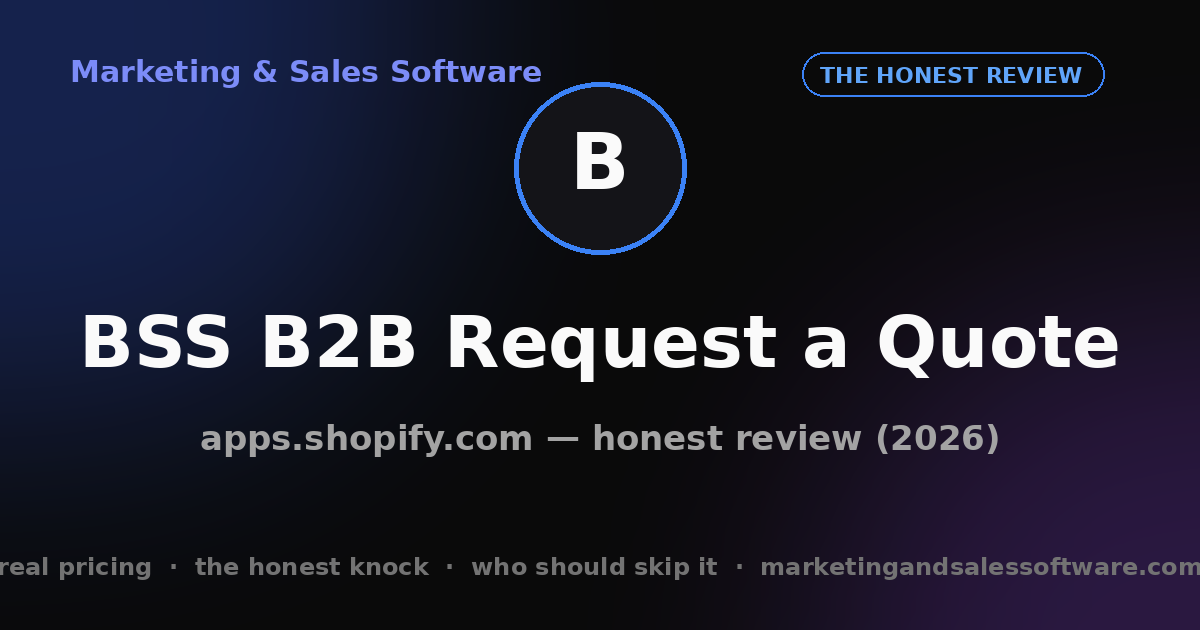 Marketing & Sales Software
THE HONEST REVIEW
B
BSS B2B Request a Quote
apps.shopify.com — honest review (2026)
real pricing · the honest knock · who should skip it · marketingandsalessoftware.com